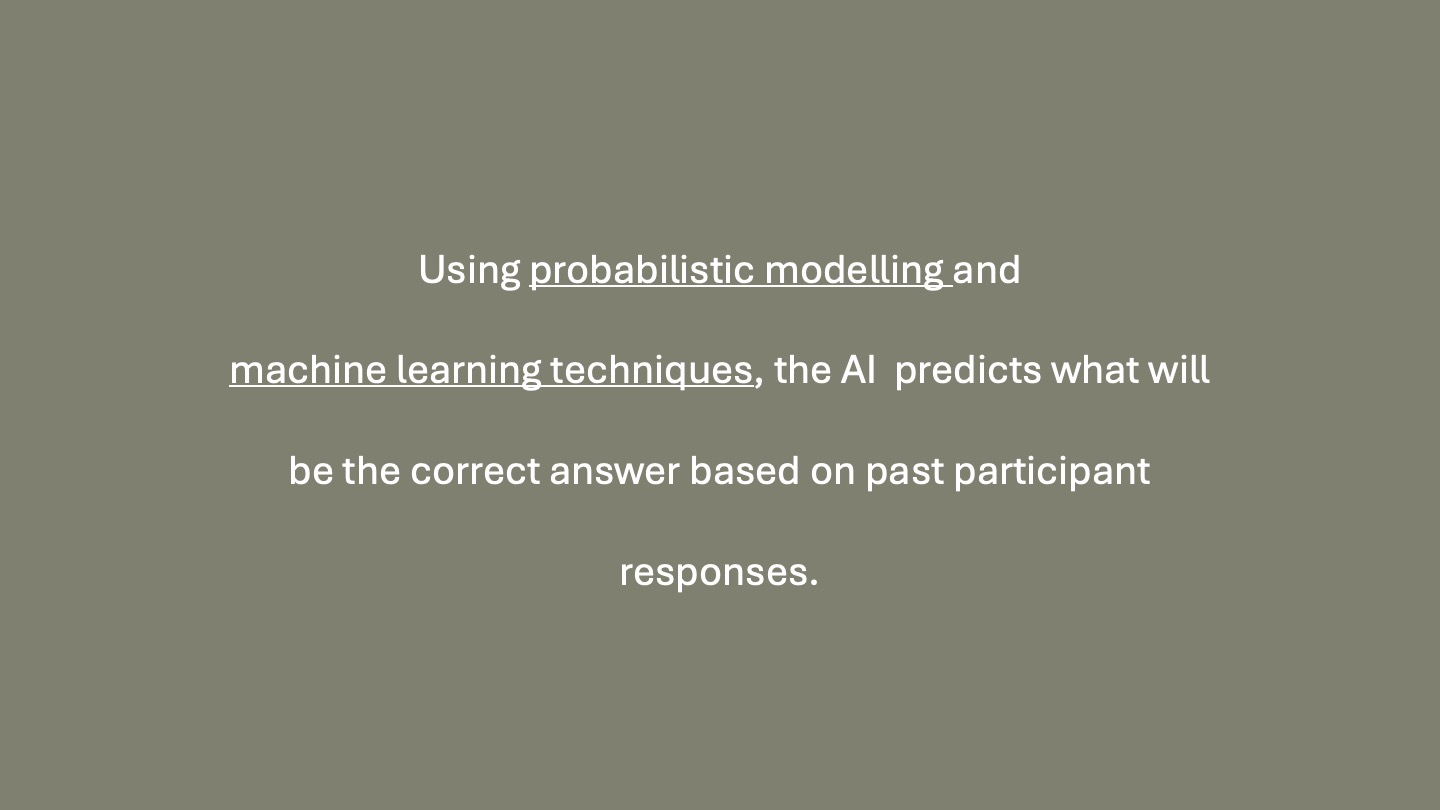 Using probabilistic modelling and
machine learning techniques, the AI  predicts what will
be the correct answer based on past participant
responses.